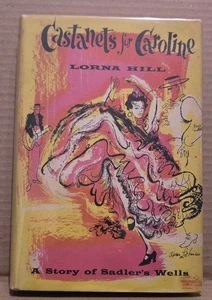 Castanets for Caroline
LORNA HILL
A Story of Sadler's Wells